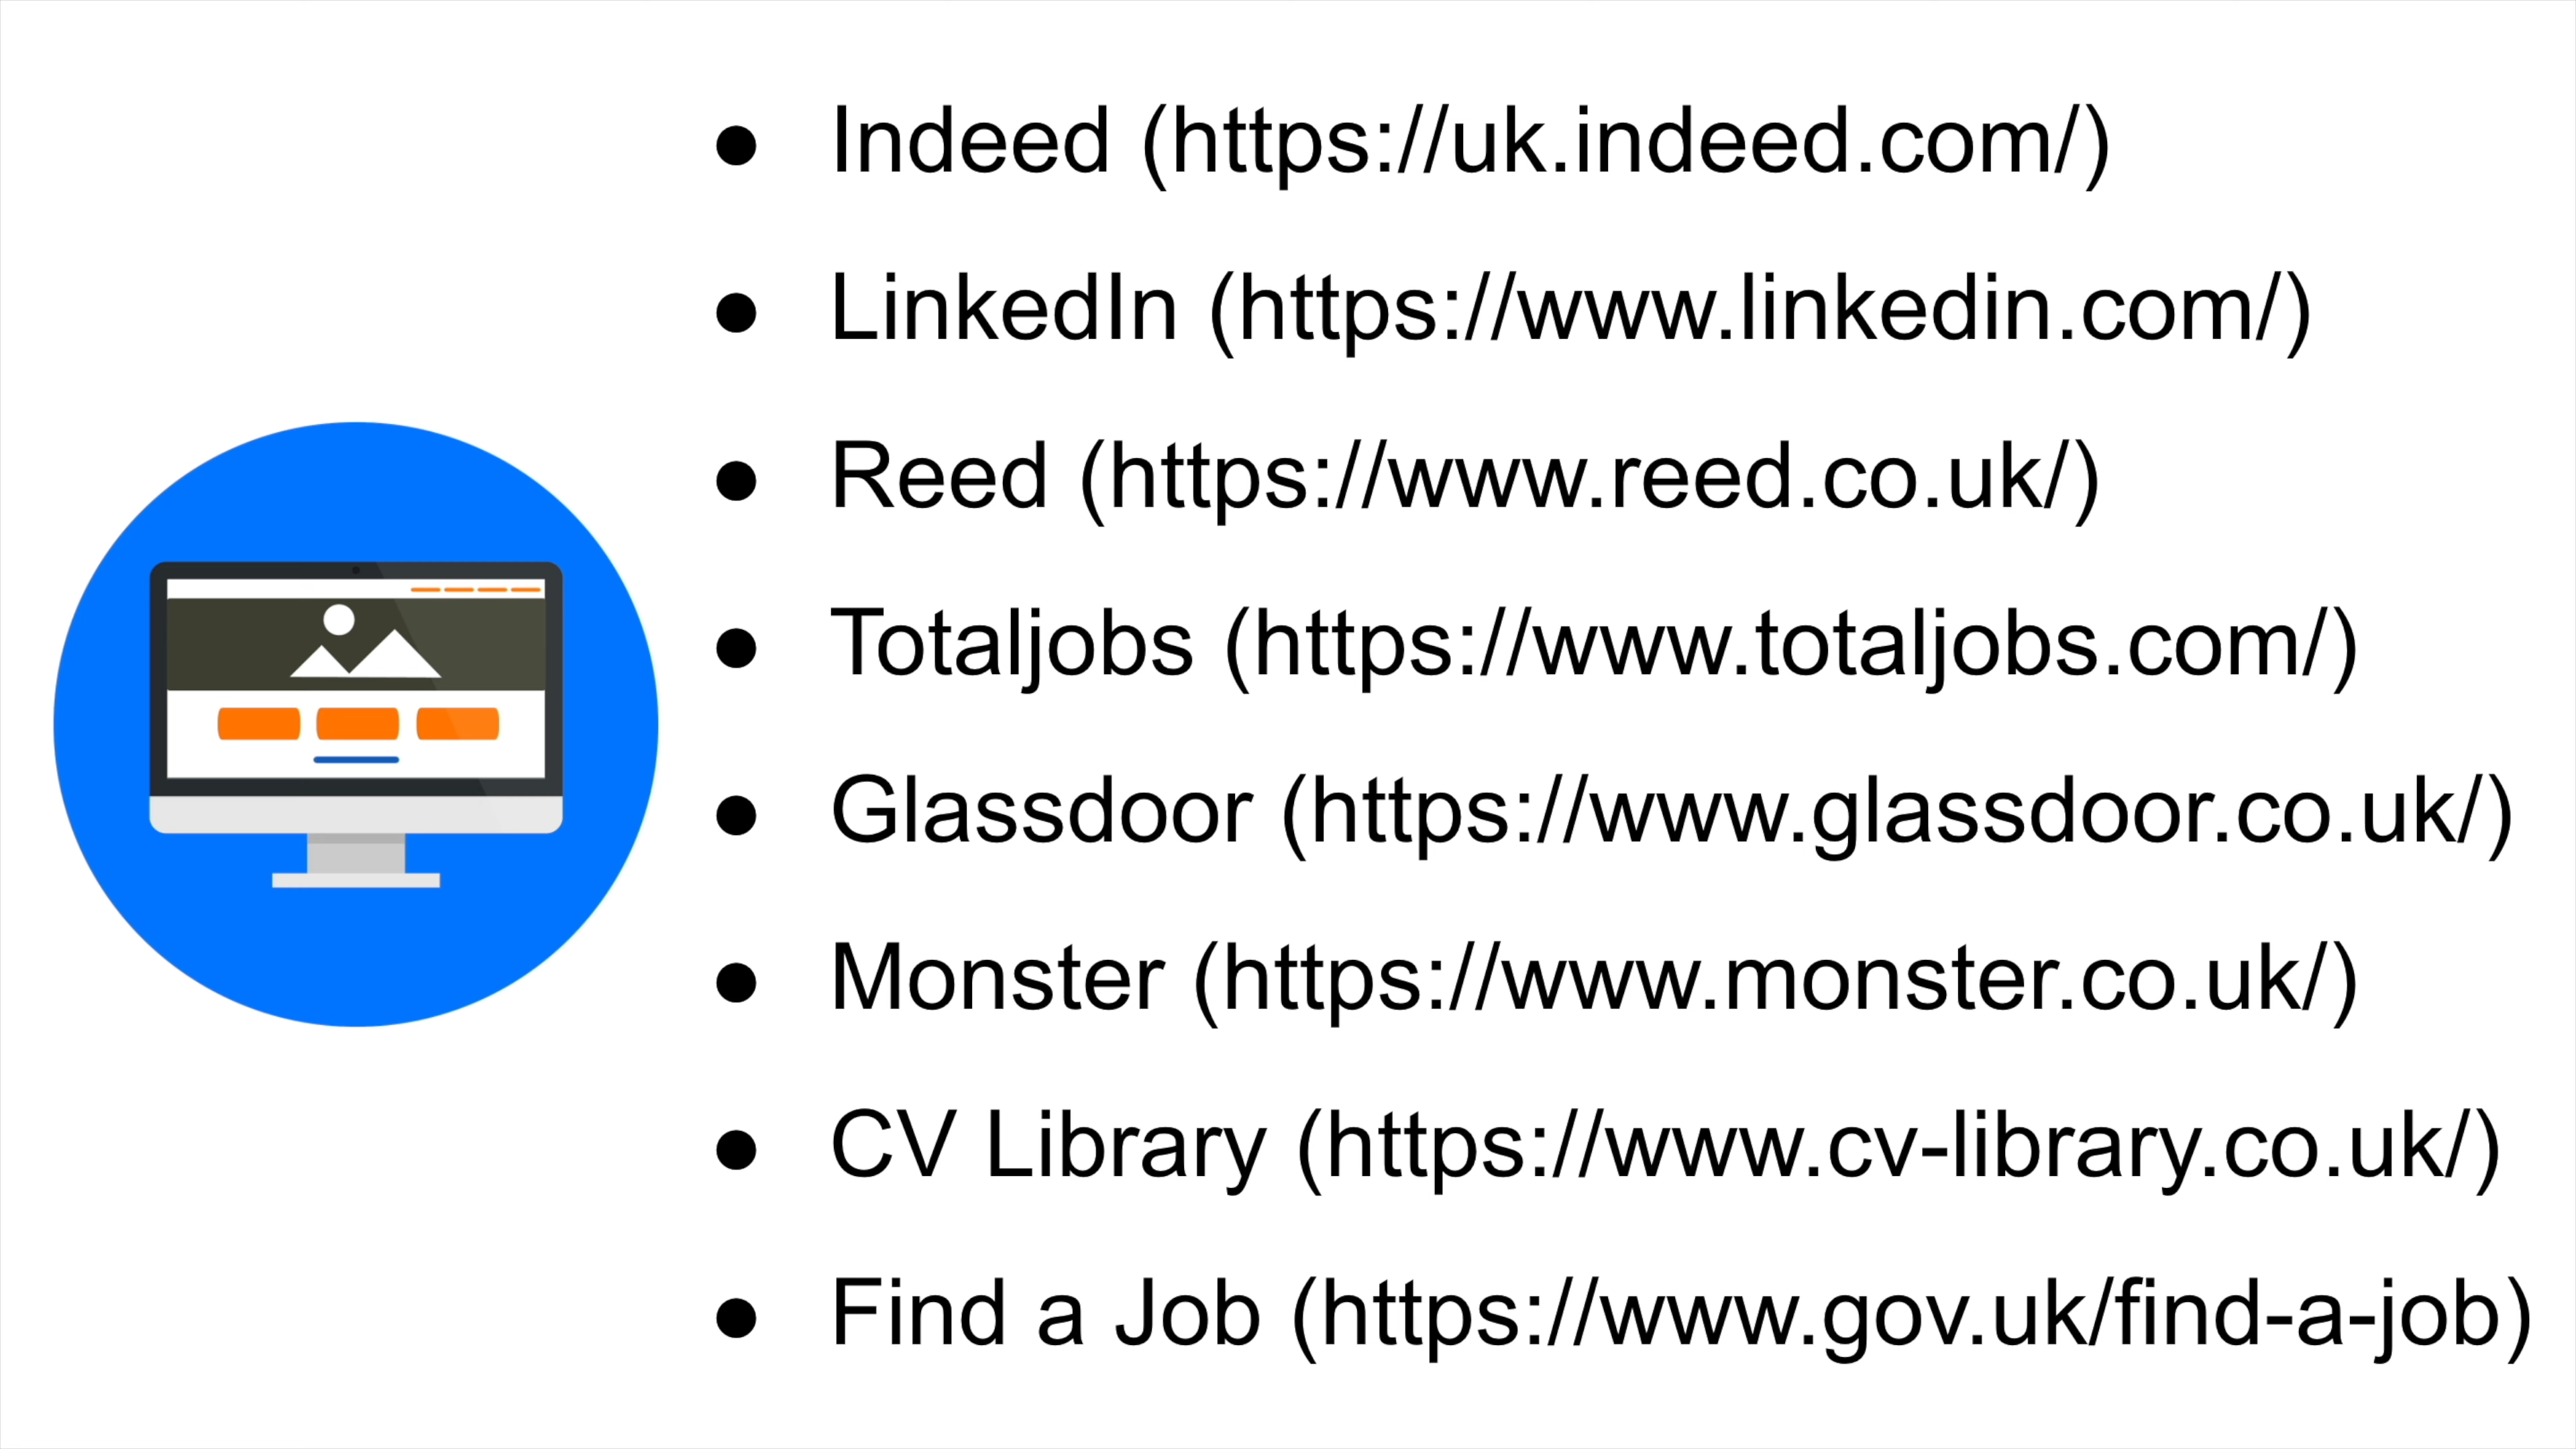 ● Indeed (https://uk.indeed.com/)
● LinkedIn (https://www.linkedin.com/)
● Reed (https://www.reed.co.uk/)
● Totaljobs (https://www.totaljobs.com/)
● Glassdoor (https://www.glassdoor.co.uk/)
● Monster (https://www.monster.co.uk/)
● CV Library (https://www.cv-library.co.uk/)
● Find a Job (https://www.gov.uk/find-a-job)